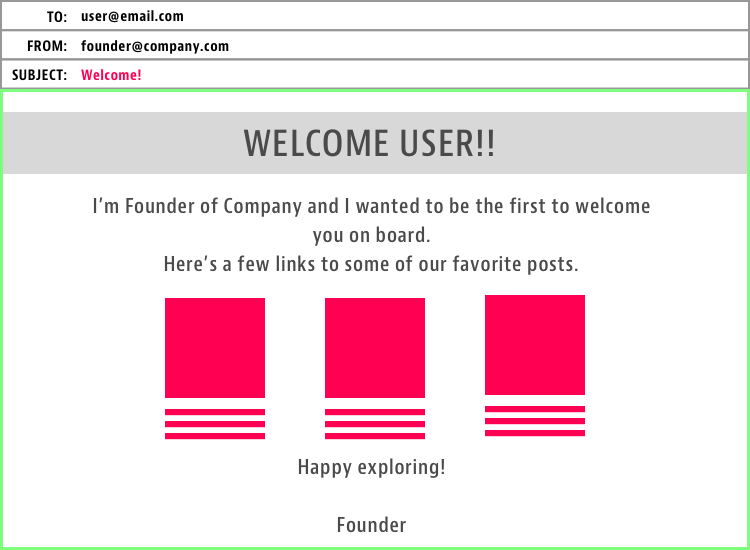 TO: user@email.com
FROM: founder@company.com
SUBJECT: Welcome!
WELCOME USER!!
I'm Founder of Company and I wanted to be the first to welcome
you on board.
Here's a few links to some of our favorite posts.
Happy exploring!
Founder